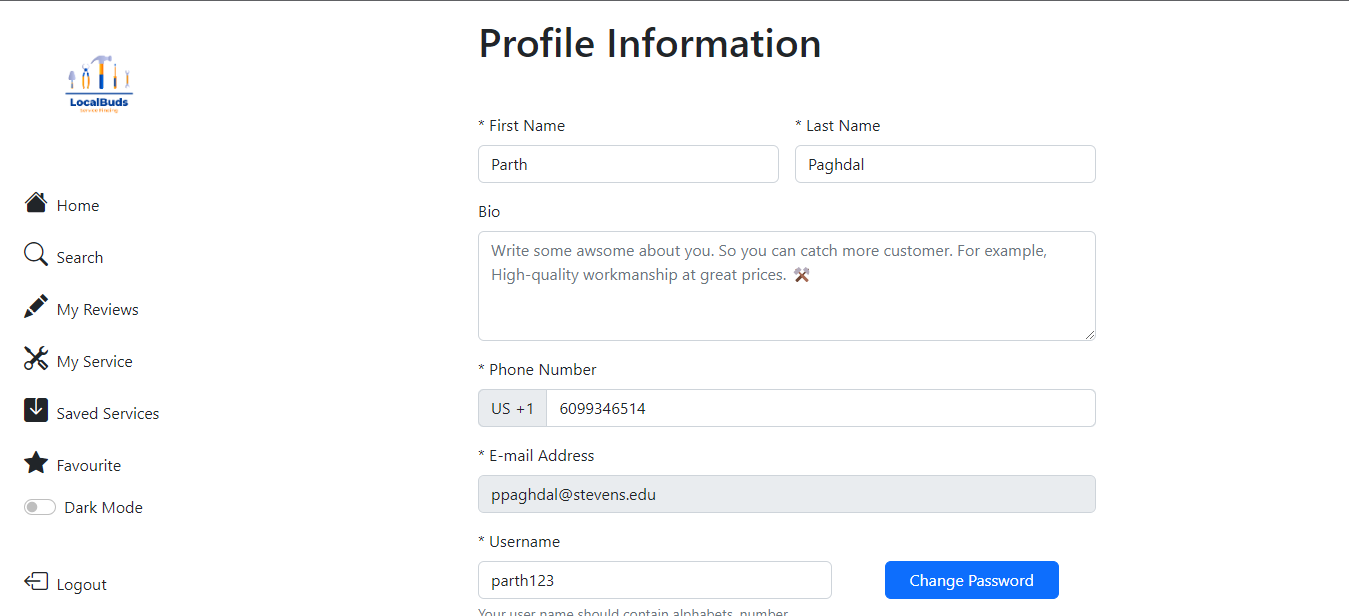 Profile Information
LocalBuds
* First Name
* Last Name
Parth
Paghdal
Home
Bio
Search
Write some awsome about you. So you can catch more customer. For example,
High-quality workmanship at great prices.
My Reviews
My Service
* Phone Number
US +1
6099346514
Saved Services
* E-mail Address
Favourite
ppaghdal@stevens.edu
Dark Mode
* Username
parth123
Change Password
Logout
Your user name should contain alphabets, number